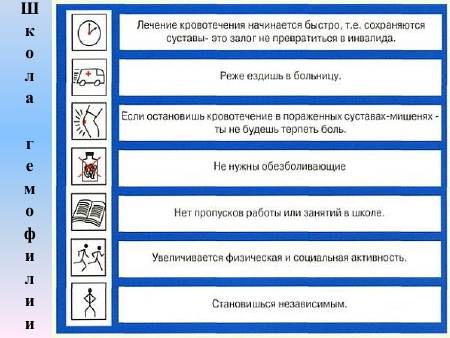 Школа гемофилии
Лечение кровотечения начинается быстро, т.е. сохраняются
суставы- это залог не превратиться в инвалида.
Реже ездишь в больницу.
Если остановишь кровотечение в пораженных суставах-мишенях -
ты не будешь терпеть боль.
Не нужны обезболивающие
Нет пропусков работы или занятий в школе.
Увеличивается физическая и социальная активность.
Становишься независимым.